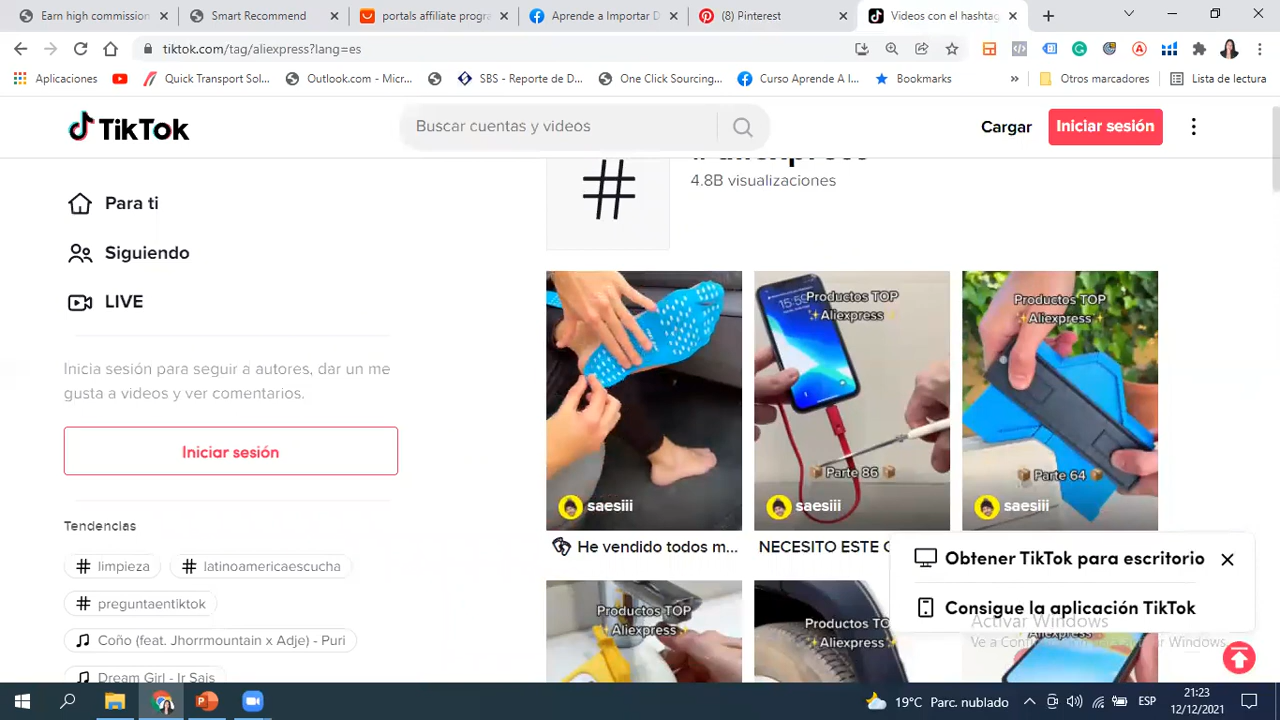 Earn high commission
Smart Recommend
portals affiliate progra
Aprende a Importar D
(8) Pinterest
Videos con el hashtag
tiktok.com/tag/aliexpress?lang=es
Aplicaciones
Quick Transport Sol...
Outlook.com - Micr...
SBS - Reporte de D...
One Click Sourcing...
Curso Aprende A I...
Bookmarks
»
Otros marcadores
Lista de lectura
TikTok
Buscar cuentas y videos
Cargar
Iniciar sesión
4.8B visualizaciones
Para ti
Siguiendo
LIVE
Inicia sesión para seguir a autores, dar un me
gusta a videos y ver comentarios.
Iniciar sesión
Tendencias
# limpieza
# latinoamericaescucha
# preguntaentiktok
Coño (feat. Jhorrmountain x Adje) - Puri
Dream Girl - Ir Sais
saesiii
He vendido todos m...
15:59
Productos TOP
✨Aliexpress✨
Parte 86
saesiii
NECESITO ESTE
Productos TOP
✨Aliexpress✨
Parte 64
saesiii
Productos TOP
Aliexpress
Productos TO
Aliexpress
Obtener TikTok para escritorio
Consigue la aplicación TikTok
Activar Windows
19°C Parc. nublado
ESP
21:23
12/12/2021